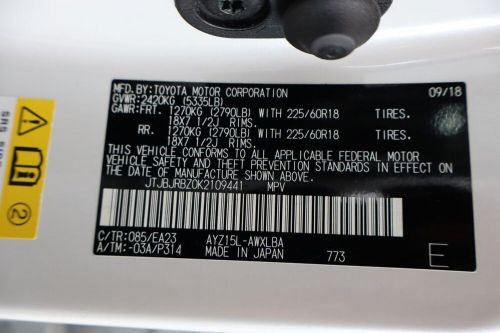 MFD.BY:TOYOTA MOTOR CORPORATION 09/18
GVWR:2420KG (5335LB)
GAWR:FRT. 1270KG (2790LB) WITH 225/60R18 TIRES.
18X7 1/2J RIMS.
RR. 1270KG (2790LB) WITH 225/60R18 TIRES.
18X7 1/2J RIMS.
THIS VEHICLE CONFORMS TO ALL APPLICABLE FEDERAL MOTOR
VEHICLE SAFETY AND THEFT PREVENTION STANDARDS IN EFFECT ON
THE DATE OF MANUFACTURE SHOWN ABOVE.
JTJBJRBZ0K2109441 MPV
C/TR:085/EA23 AYZ15L-AWXLBA
A/TM:-03A/P314 MADE IN JAPAN 773 E
SRS
2